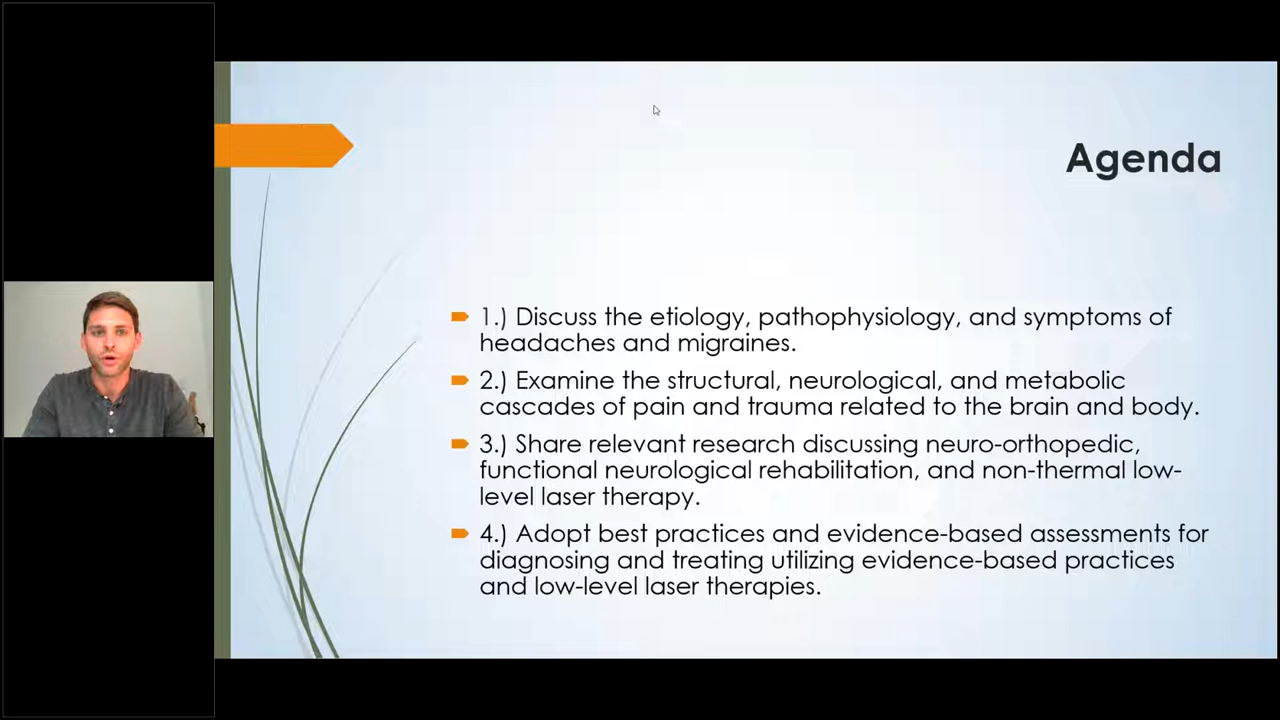 Agenda
1.) Discuss the etiology, pathophysiology, and symptoms of
headaches and migraines.
2.) Examine the structural, neurological, and metabolic
cascades of pain and trauma related to the brain and body.
3.) Share relevant research discussing neuro-orthopedic,
functional neurological rehabilitation, and non-thermal low-
level laser therapy.
4.) Adopt best practices and evidence-based assessments for
diagnosing and treating utilizing evidence-based practices
and low-level laser therapies.